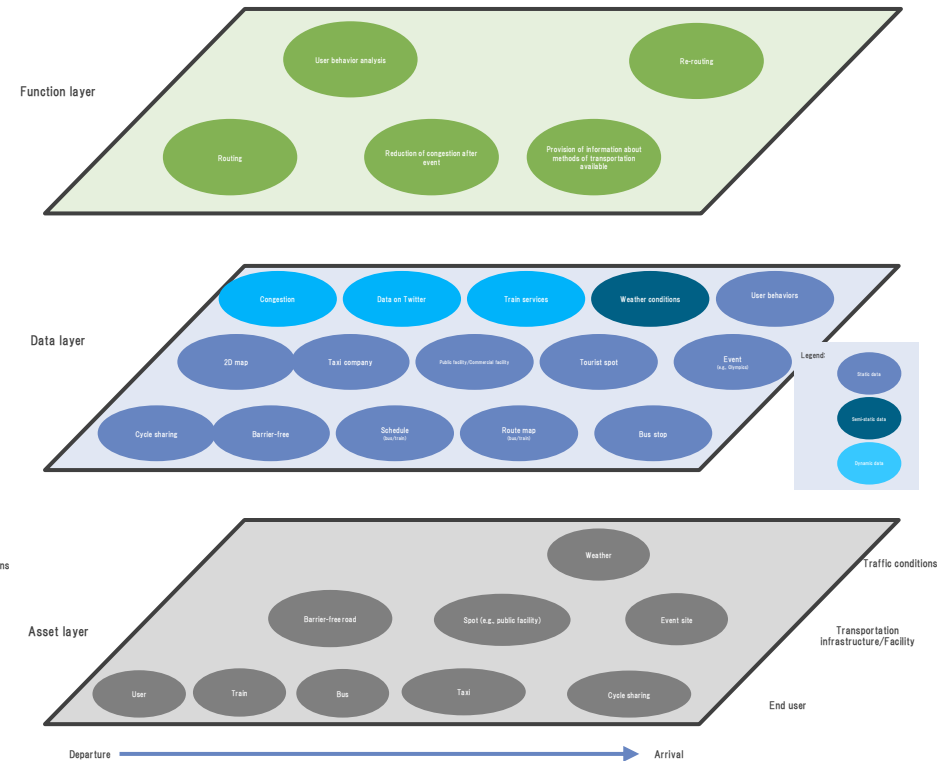 Function layer
User behavior analysis
Re-routing
Routing
Reduction of congestion after
event
Provision of information about
methods of transportation
available
Data layer
Congestion
Data on Twitter
Train services
Weather conditions
User behaviors
2D map
Taxi company
Public facility/Commercial facility
Tourist spot
Event
(e.g., Olympics)
Cycle sharing
Barrier-free
Schedule
(bus/train)
Route map
(bus/train)
Bus stop
Legend:
Static data
Semi-static data
Dynamic data
Asset layer
ns
Weather
Traffic conditions
Barrier-free road
Spot (e.g., public facility)
Event site
Transportation
infrastructure/Facility
User
Train
Bus
Taxi
Cycle sharing
End user
Departure
Arrival